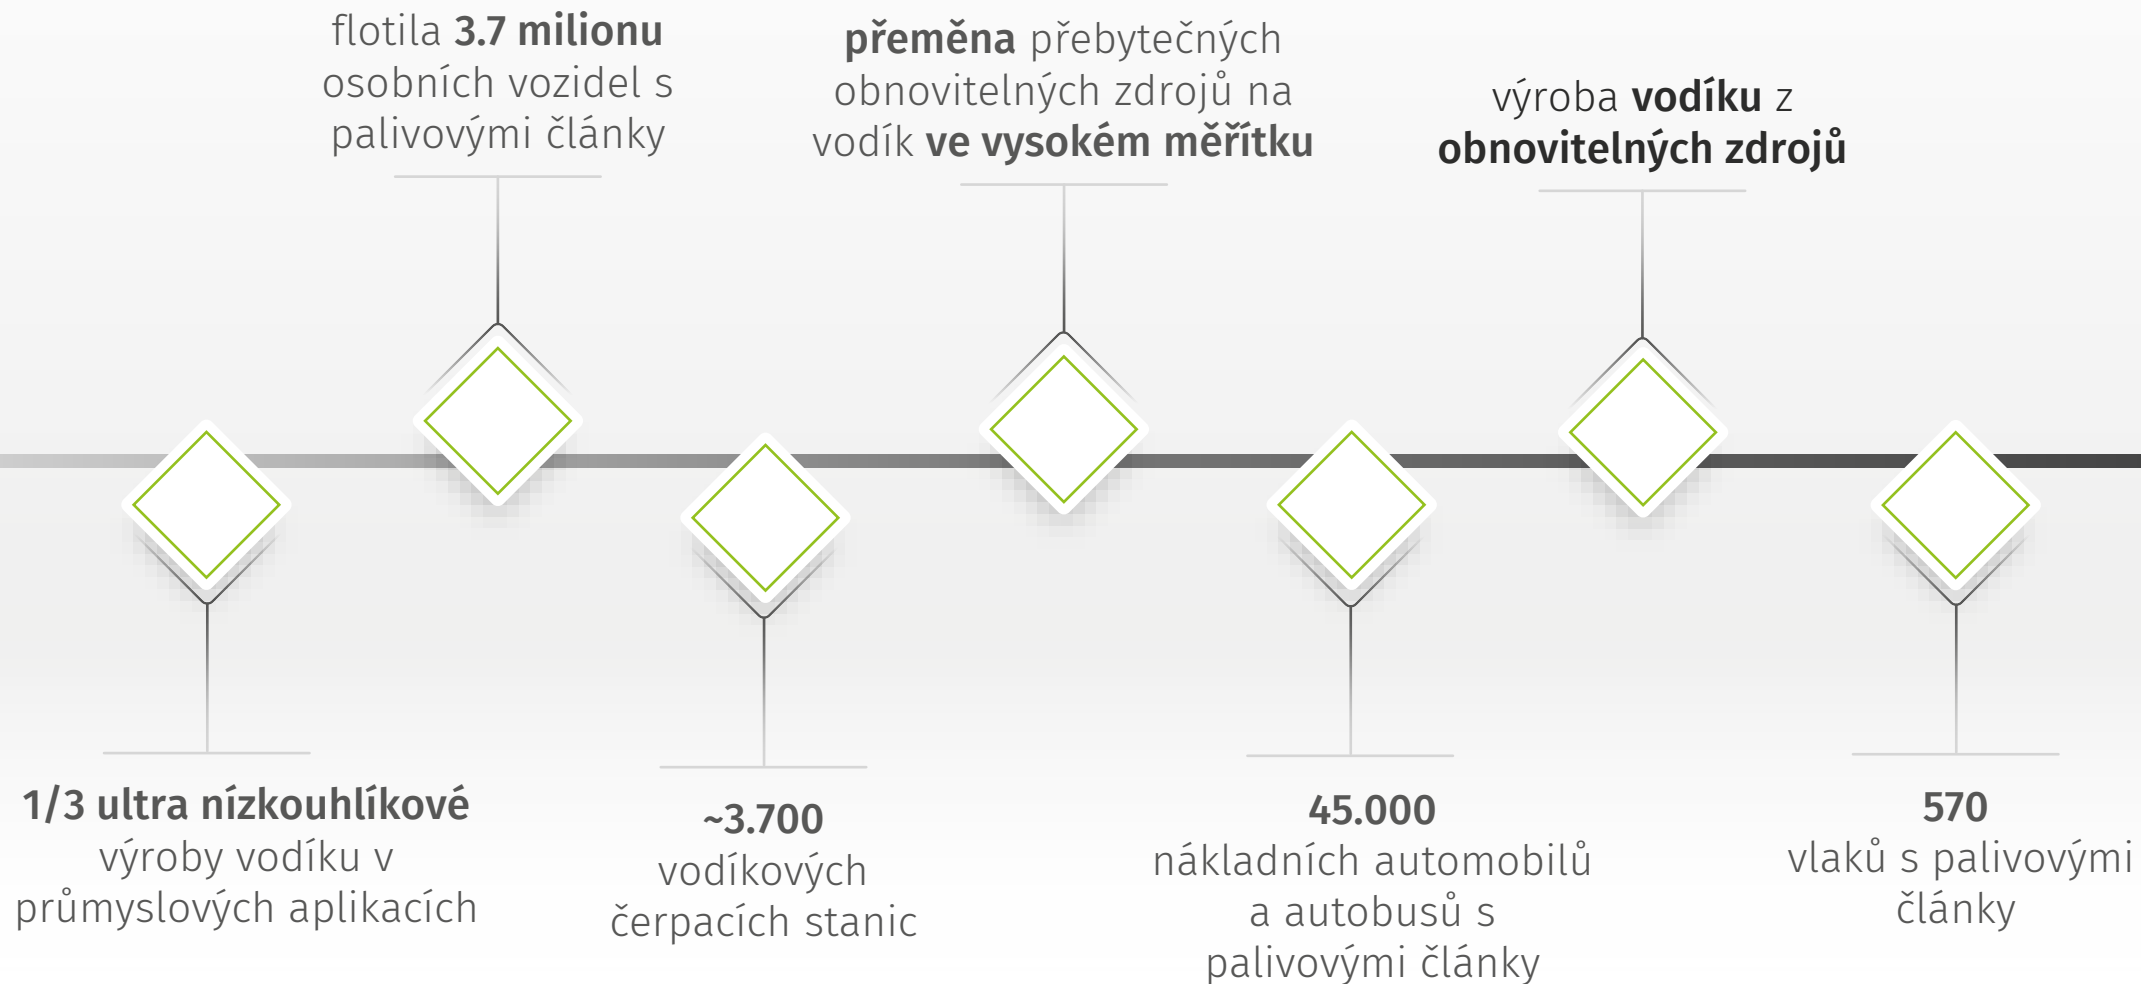 flotila 3.7 milionu
osobních vozidel s
palivovými články
přeměna přebytečných
obnovitelných zdrojů na
vodík ve vysokém měřítku
výroba vodíku z
obnovitelných zdrojů
1/3 ultra nízkouhlíkové
výroby vodíku v
průmyslových aplikacích
~3.700
vodíkových
čerpacích stanic
45.000
nákladních automobilů
a autobusů s
palivovými články
570
vlaků s palivovými
články